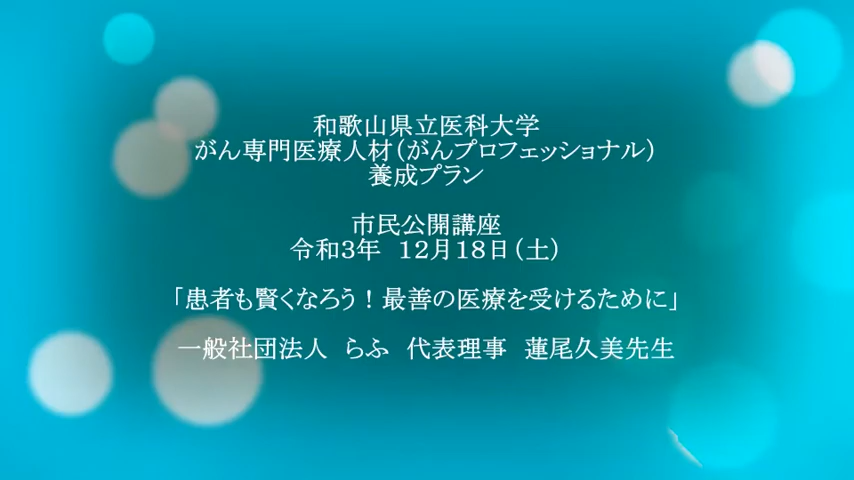 和歌山県立医科大学
がん専門医療人材（がんプロフェッショナル）
養成プラン
市民公開講座
令和3年　12月18日（土）
「患者も賢くなろう！最善の医療を受けるために」
一般社団法人　らふ　代表理事　蓮尾久美先生